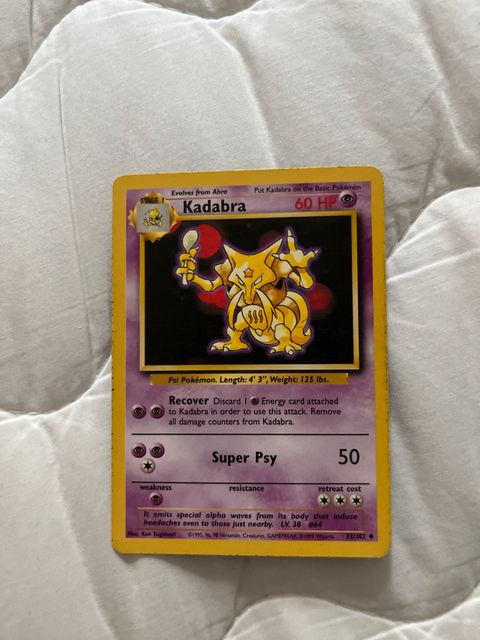 Evolves from Abra
Put Kadabra on the Basic Pokémon
STAGE 1
Kadabra
60 HP
Psi Pokémon. Length: 4' 3", Weight: 125 lbs.
Recover Discard 1 Energy card attached
to Kadabra in order to use this attack. Remove
all damage counters from Kadabra.
Super Psy 50
weakness resistance retreat cost
It emits special alpha waves from its body that induce
headaches even to those just nearby. LV. 38 #64
Illus. Ken Sugimori ©1995, 96, 98 Nintendo, Creatures, GAMEFREAK. ©1999 Wizards. 32/102